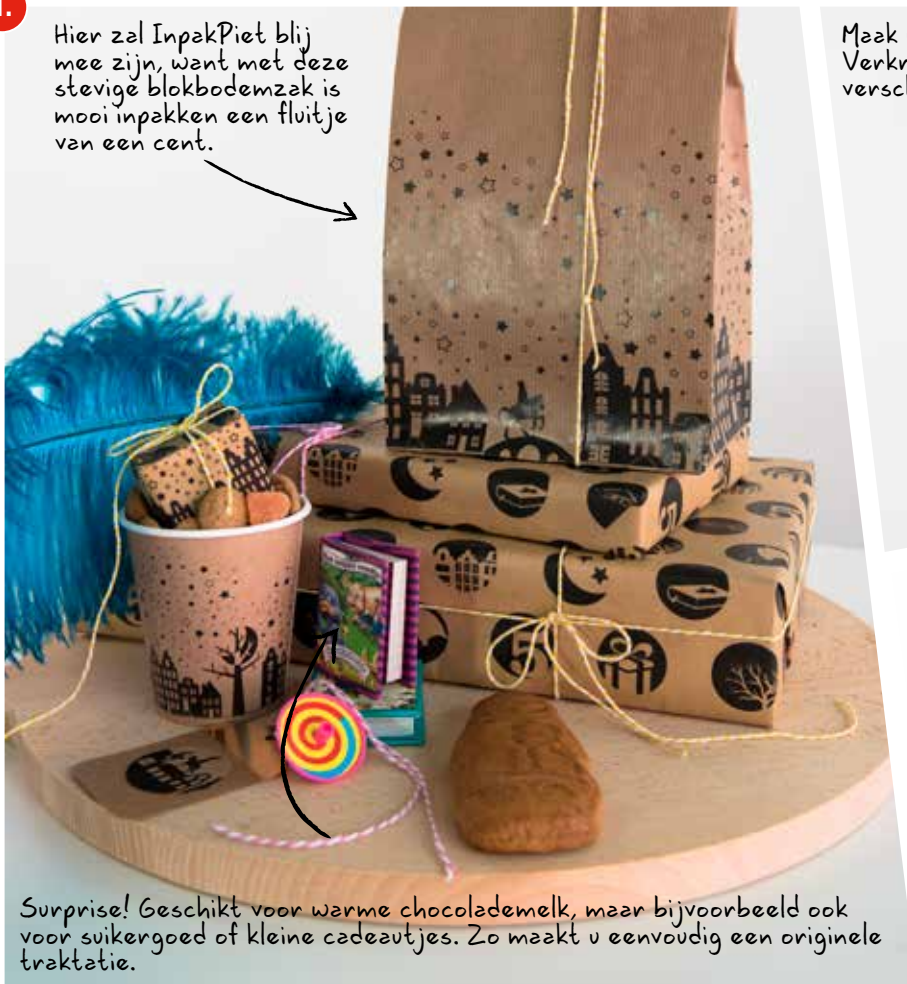 Hier zal InpakPiet blij
mee zijn, want met deze
stevige blokbodemzak is
mooi inpakken een fluitje
van een cent.
Maak
Surprise! Geschikt voor warme chocolademelk, maar bijvoorbeeld ook
voor suikergoed of kleine cadeautjes. Zo maakt u eenvoudig een originele
traktatie.